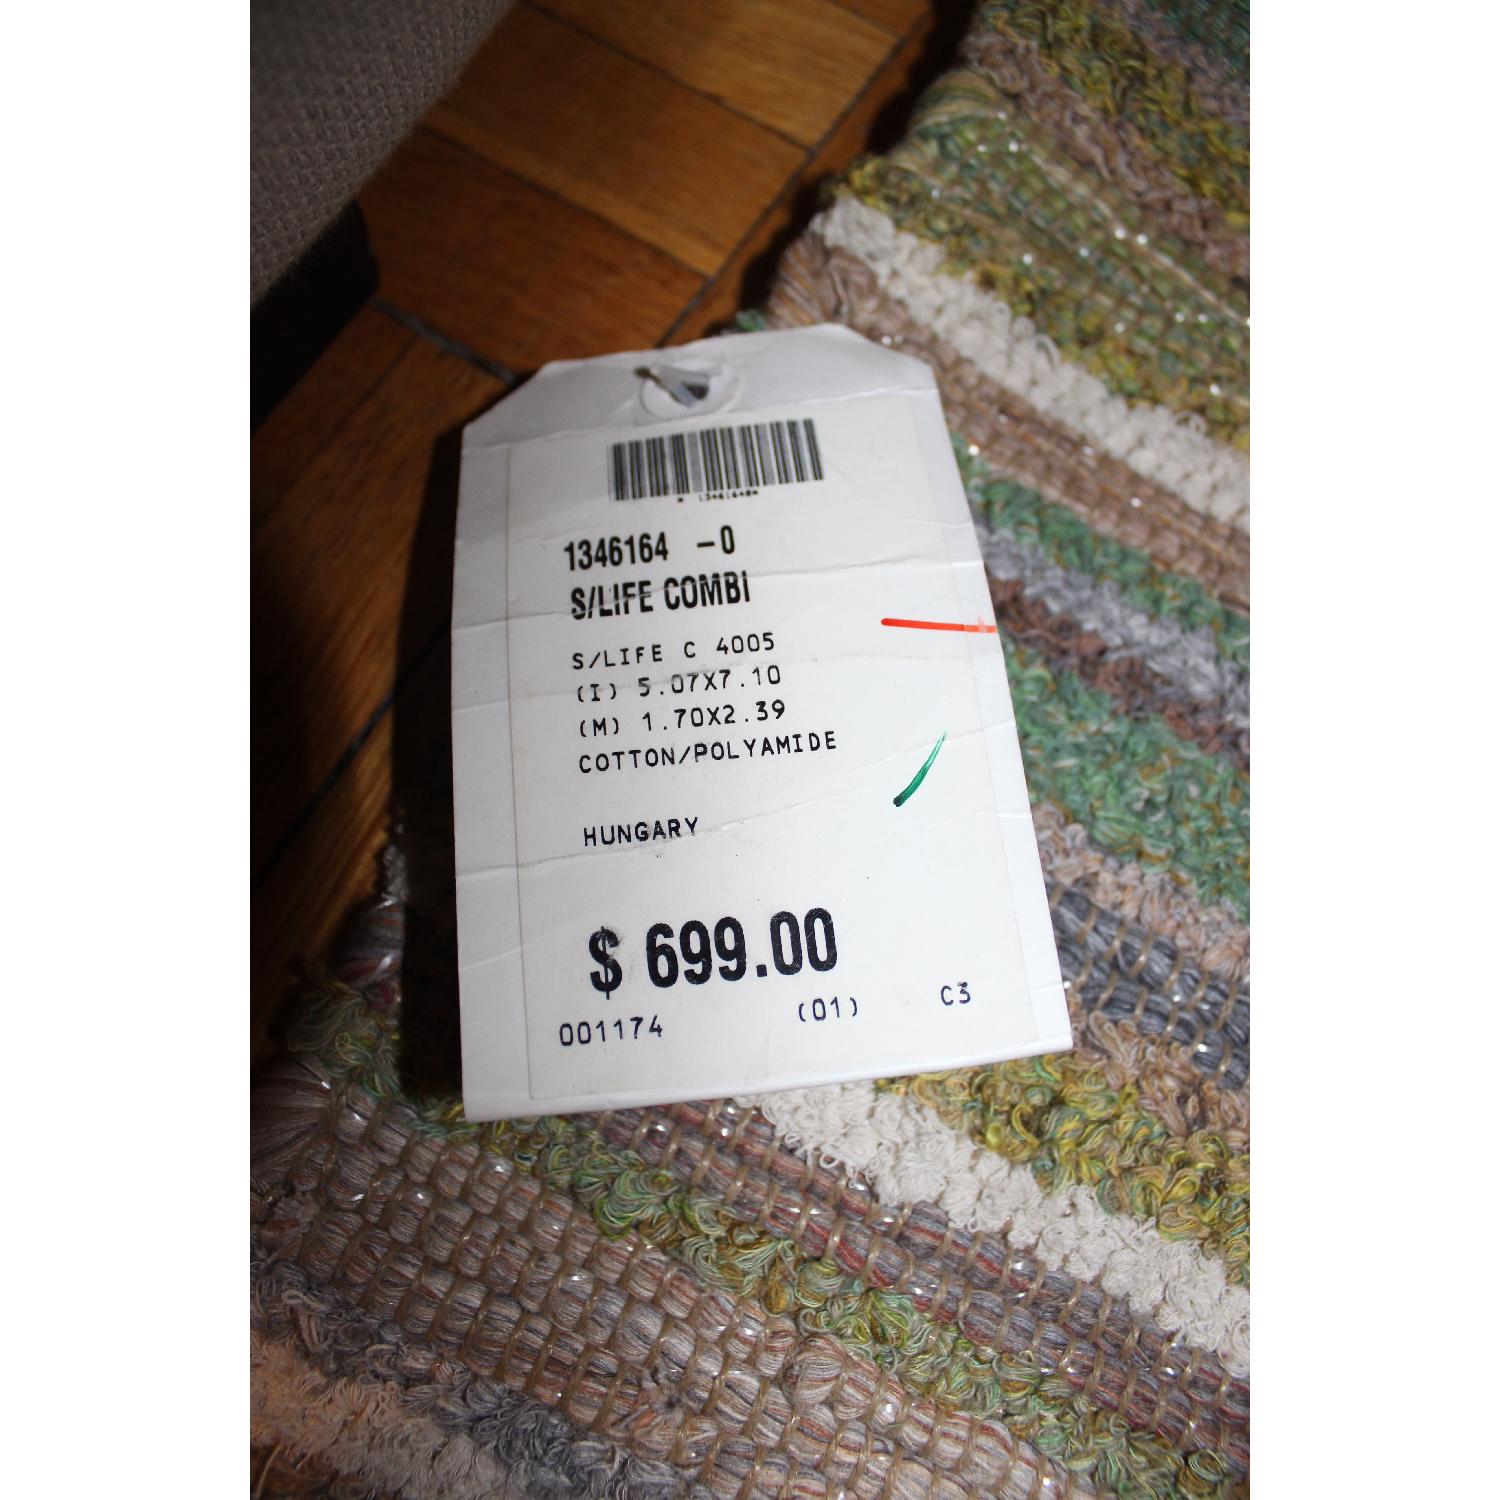 1346164 -0
S/LIFE COMBI
S/LIFE C 4005
(I) 5.07X7.10
(M) 1.70X2.39
COTTON/POLYAMIDE
HUNGARY
$ 699.00
001174 (01) C3